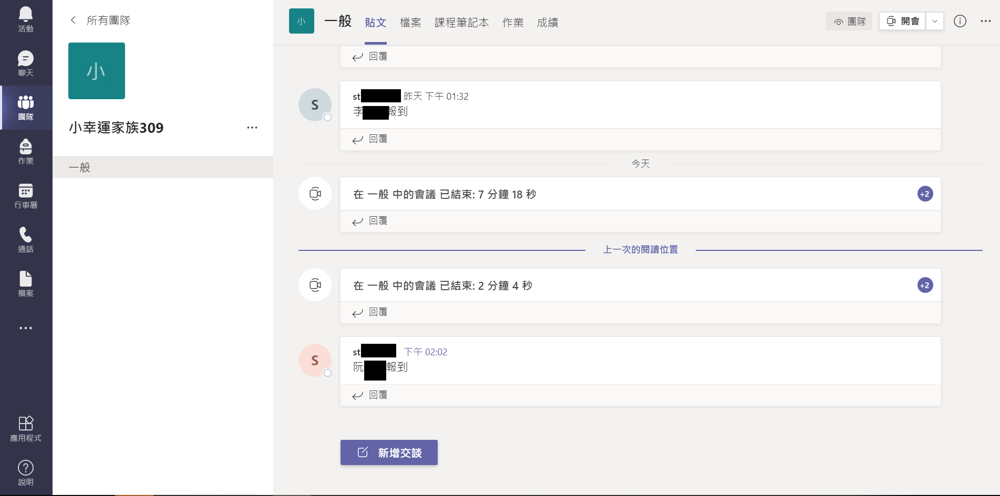 活動
聊天
團隊
作業
行事曆
通話
檔案
應用程式
說明
所有團隊
小
小幸運家族309
一般
小
一般 貼文 檔案 課程筆記本 作業 成績
團隊 開會
回覆
S
st 昨天 下午 01:32
李 報到
回覆
今天
在 一般 中的會議 已結束: 7 分鐘 18 秒
+2
回覆
上一次的閱讀位置
在 一般 中的會議 已結束: 2 分鐘 4 秒
+2
回覆
S
st 下午 02:02
阮 報到
回覆
新增交談